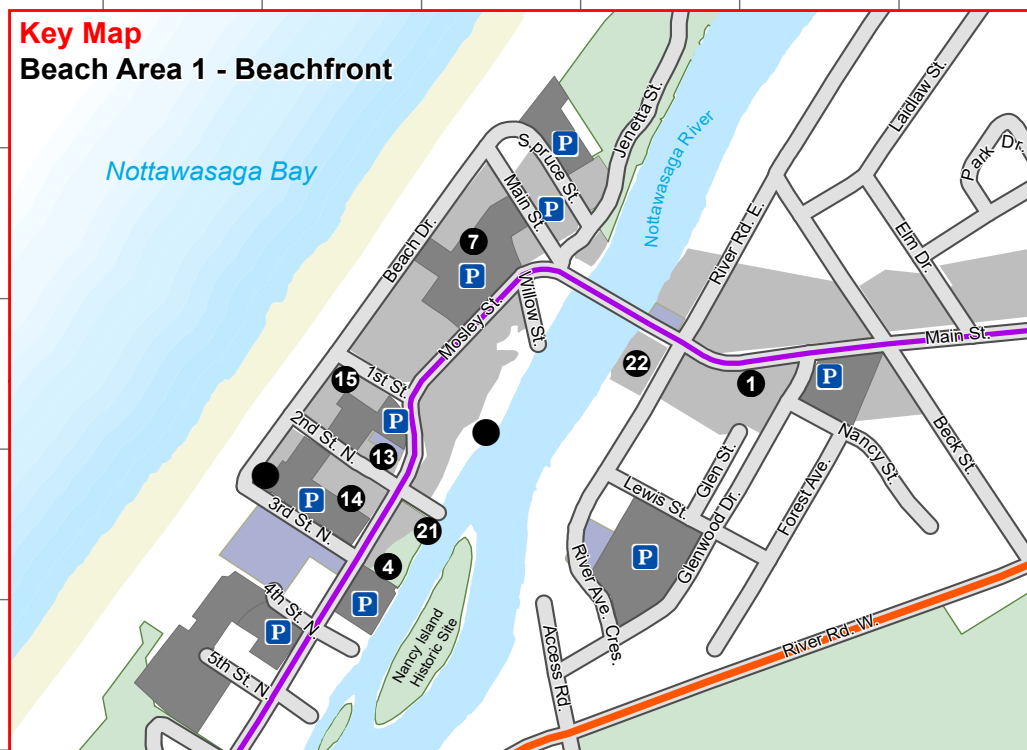 Key Map
Beach Area 1 - Beachfront
Nottawasaga Bay
Nottawasaga River
Jenetta St.
Spruce St.
Main St.
Beach Dr.
Mosley St.
Willow St.
River Rd. E.
Laidlaw St.
Park Dr.
Elm Dr.
Main St.
P
P
P
P
P
P
P
P
P
7
15
22
1
13
14
21
4
1st St.
2nd St. N.
3rd St. N.
4th St. N.
5th St. N.
Nancy Island
Historic Site
Lewis St.
Glen St.
Glenwood Dr.
Forest Ave.
Nancy St.
Beck St.
River Ave. Cres.
Access Rd.
River Rd. W.